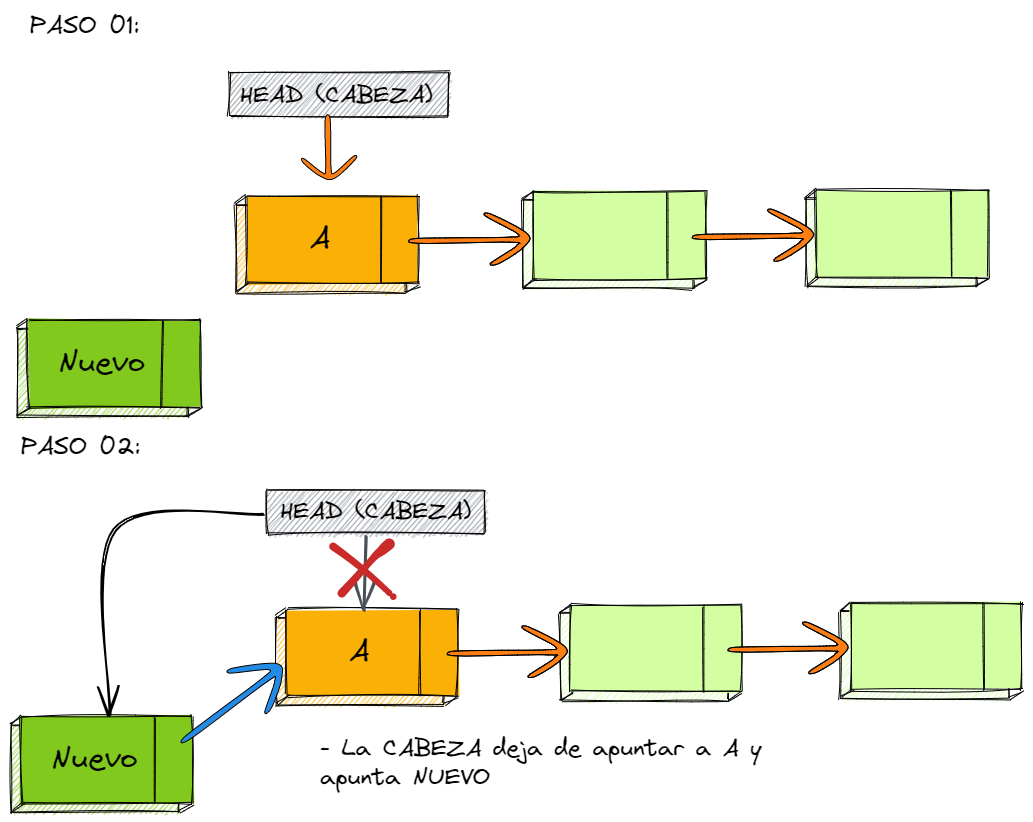 PASO 01:
HEAD (CABEZA)
A
Nuevo
PASO 02:
HEAD (CABEZA)
A
Nuevo
- La CABEZA deja de apuntar a A y
apunta NUEVO